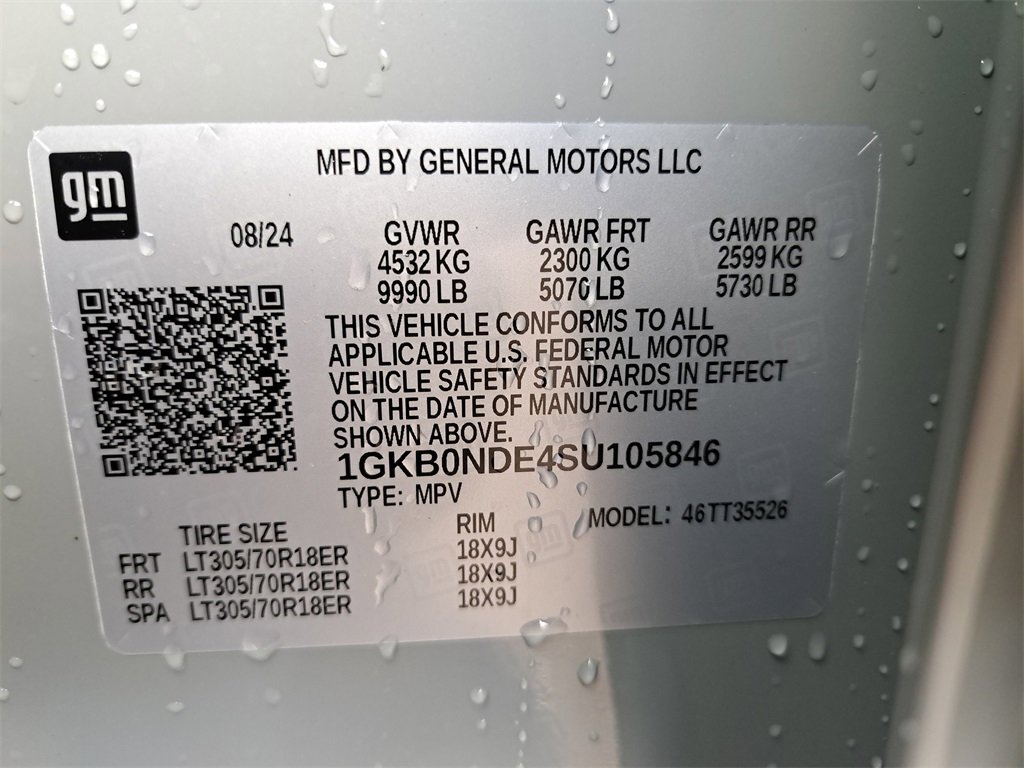 gm
MFD BY GENERAL MOTORS LLC
08/24
GVWR GAWR FRT GAWR RR
4532 KG 2300 KG 2599 KG
9990 LB 5070 LB 5730 LB
THIS VEHICLE CONFORMS TO ALL
APPLICABLE U.S. FEDERAL MOTOR
VEHICLE SAFETY STANDARDS IN EFFECT
ON THE DATE OF MANUFACTURE
SHOWN ABOVE.
1GKB0NDE4SU105846
TYPE: MPV
MODEL: 46TT35526
TIRE SIZE RIM
FRT LT305/70R18ER 18X9J
RR LT305/70R18ER 18X9J
SPA LT305/70R18ER 18X9J